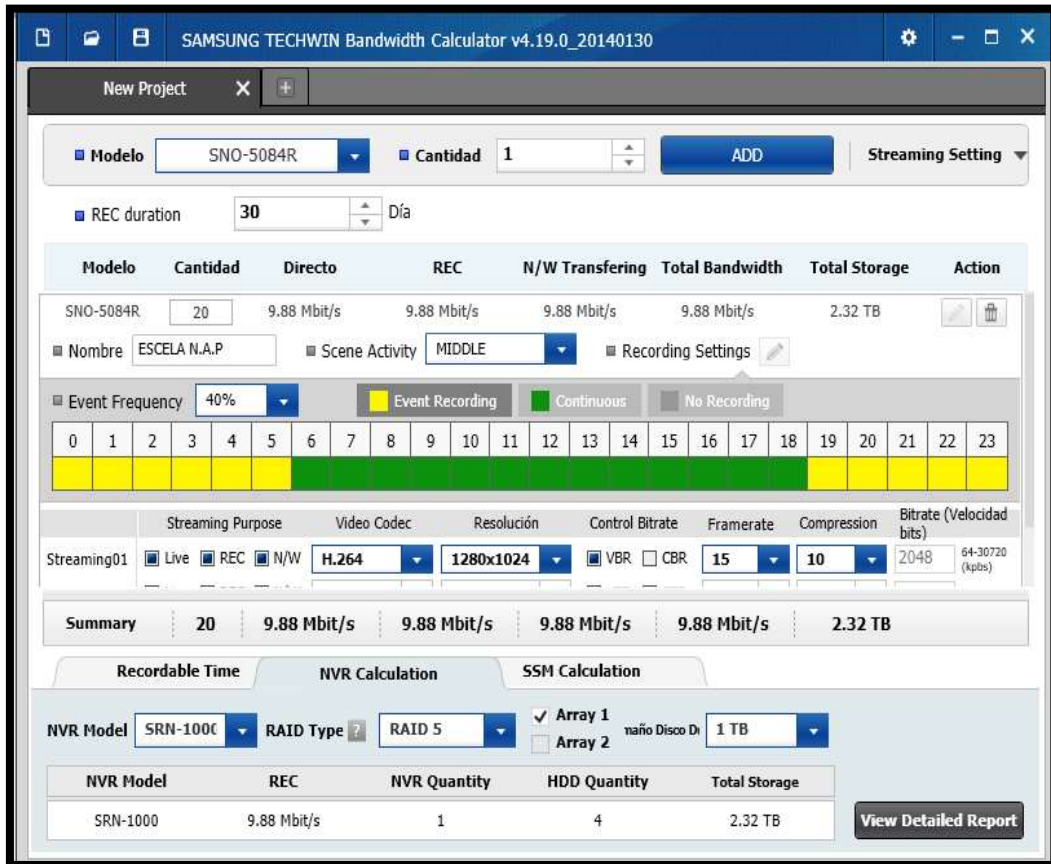 SAMSUNG TECHWIN Bandwidth Calculator v4.19.0_20140130
New Project
Modelo SNO-5084R Cantidad 1 ADD Streaming Setting
REC duration 30 Día
Modelo Cantidad Directo REC N/W Transfering Total Bandwidth Total Storage Action
SNO-5084R 20 9.88 Mbit/s 9.88 Mbit/s 9.88 Mbit/s 9.88 Mbit/s 2.32 TB
Nombre ESCELA N.A.P Scene Activity MIDDLE Recording Settings
Event Frequency 40% Event Recording Continuous No Recording
0 1 2 3 4 5 6 7 8 9 10 11 12 13 14 15 16 17 18 19 20 21 22 23
Streaming Purpose Video Codec Resolución Control Bitrate Framerate Compression Bitrate (Velocidad bits)
Streaming01 Live REC N/W H.264 1280x1024 VBR CBR 15 10 2048 64-30720 (kpbs)
Summary 20 9.88 Mbit/s 9.88 Mbit/s 9.88 Mbit/s 9.88 Mbit/s 2.32 TB
Recordable Time NVR Calculation SSM Calculation
NVR Model SRN-100 RAID Type ? RAID 5 Array 1 maño Disco D 1 TB
Array 2
NVR Model REC NVR Quantity HDD Quantity Total Storage
SRN-1000 9.88 Mbit/s 1 4 2.32 TB
View Detailed Report